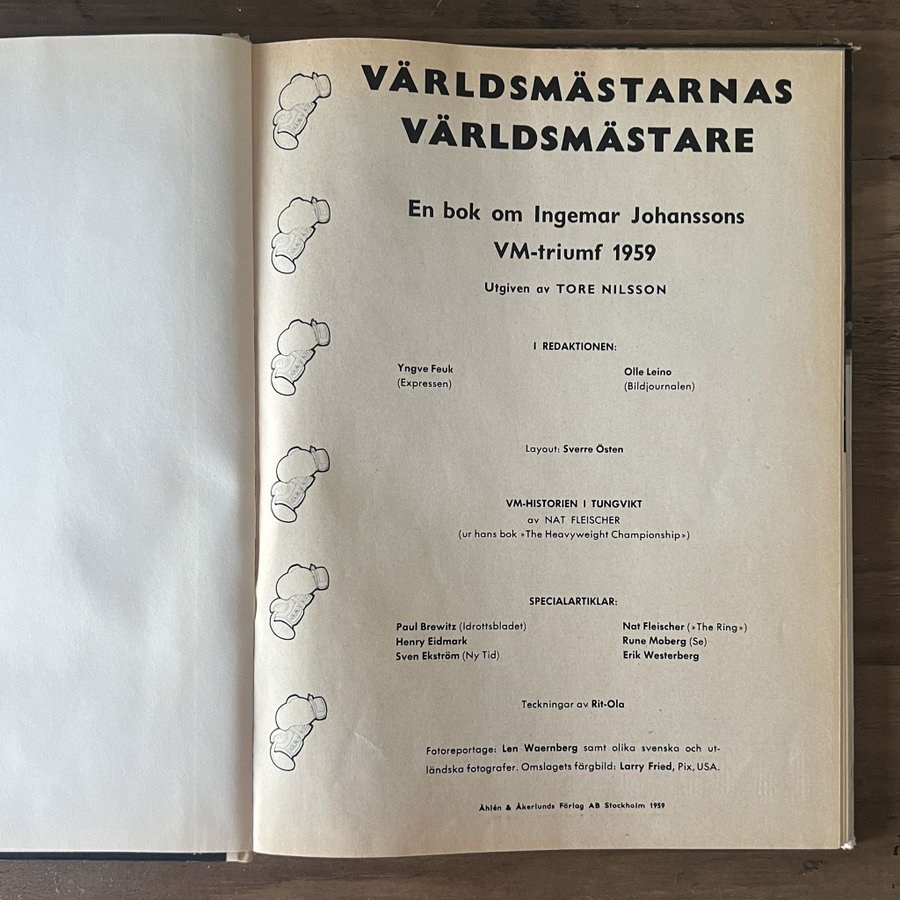 VÄRLDSMÄSTARNAS
VÄRLDSMÄSTARE
En bok om Ingemar Johanssons
VM-triumf 1959
Utgiven av TORE NILSSON
I REDAKTIONEN:
Yngve Feuk
(Expressen)
Olle Leino
(Bildjournalen)
Layout: Sverre Östen
VM-HISTORIEN I TUNGVIKT
av NAT FLEISCHER
(ur hans bok »The Heavyweight Championship»)
SPECIALARTIKLAR:
Paul Brewitz (Idrottsbladet)
Henry Eidmark
Sven Ekström (Ny Tid)
Nat Fleischer (»The Ring»)
Rune Moberg (Se)
Erik Westerberg
Teckningar av Rit-Ola
Fotoreportage: Len Waernberg samt olika svenska och ut-
ländska fotografer. Omslagets färgbild: Larry Fried, Pix, USA.
Åhlén & Åkerlunds Förlag AB Stockholm 1959